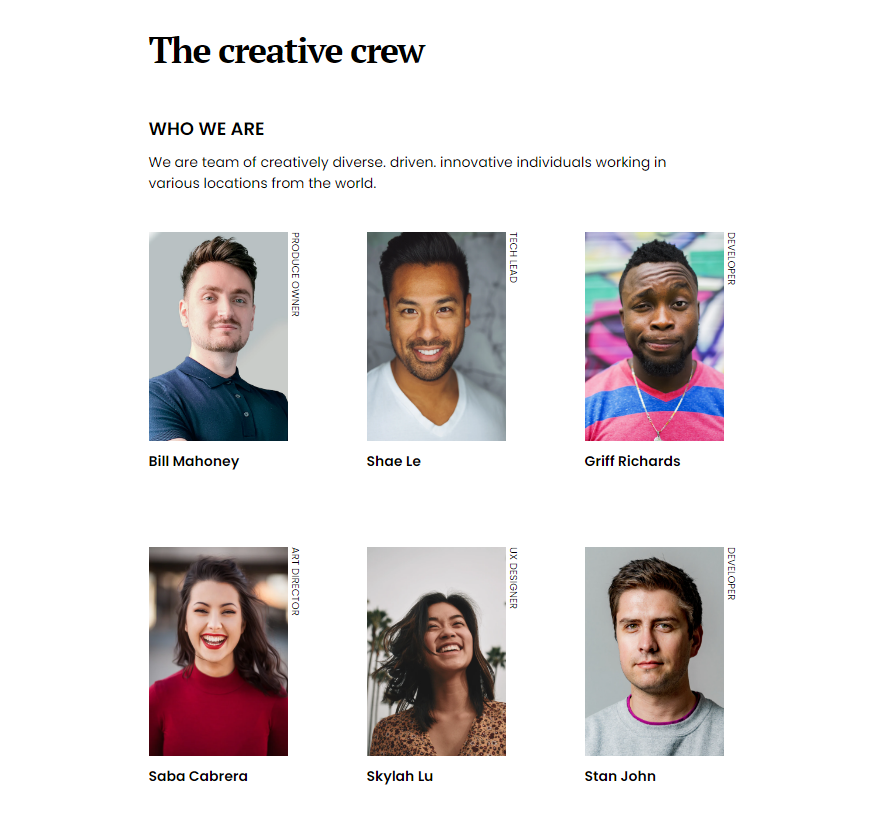 The creative crew
WHO WE ARE
We are team of creatively diverse. driven. innovative individuals working in
various locations from the world.
PRODUCE OWNER
Bill Mahoney
TECH LEAD
Shae Le
DEVELOPER
Griff Richards
ART DIRECTOR
Saba Cabrera
UX DESIGNER
Skylah Lu
DEVELOPER
Stan John